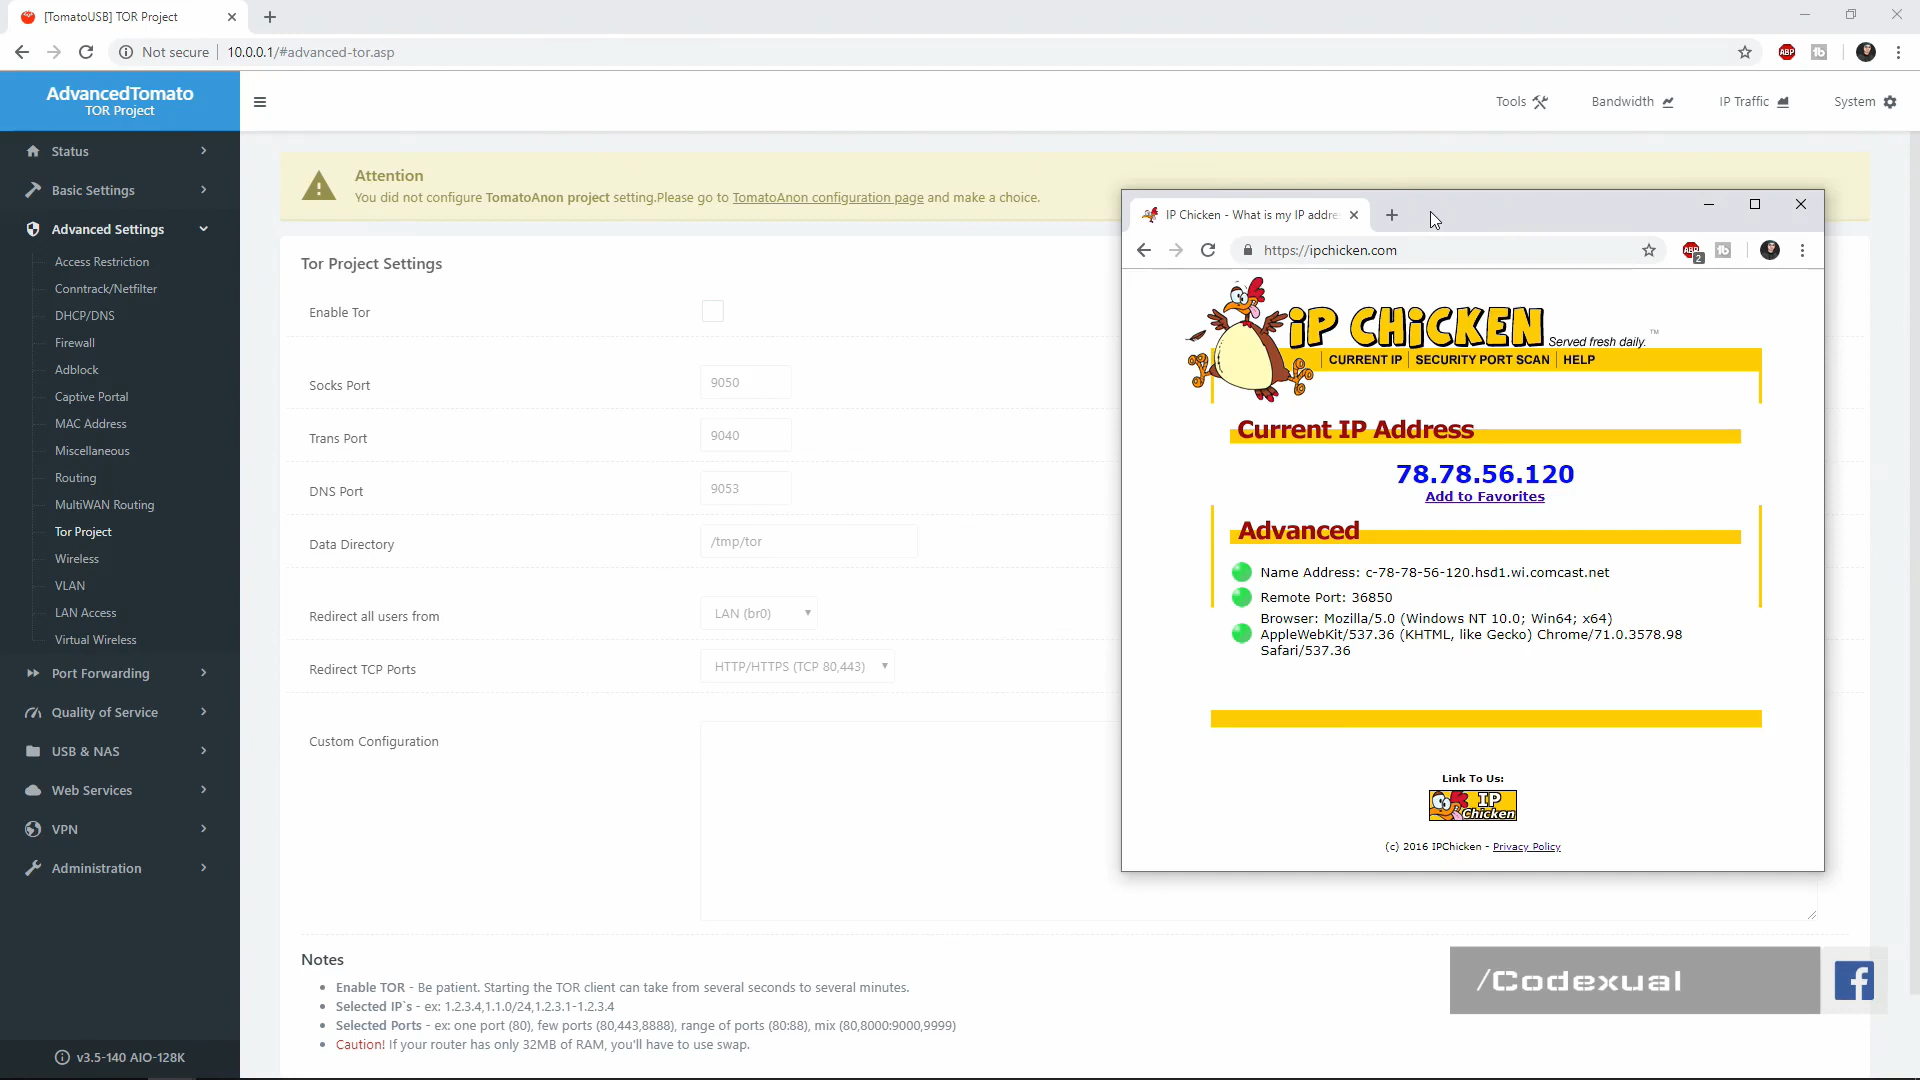 [TomatoUSB] TOR Project
Not secure
10.0.0.1/#advanced-tor.asp
ABP
AdvancedTomato
TOR Project
Tools
Bandwidth
IP Traffic
System
Status
Basic Settings
Advanced Settings
Access Restriction
Conntrack/Netfilter
DHCP/DNS
Firewall
Adblock
Captive Portal
MAC Address
Miscellaneous
Routing
MultiWAN Routing
Tor Project
Wireless
VLAN
LAN Access
Virtual Wireless
Port Forwarding
Quality of Service
USB & NAS
Web Services
VPN
Administration
v3.5-140 AIO-128K
Attention
You did not configure TomatoAnon project setting.Please go to TomatoAnon configuration page and make a choice.
Tor Project Settings
Enable Tor
Socks Port
9050
Trans Port
9040
DNS Port
9053
Data Directory
/tmp/tor
Redirect all users from
LAN (br0)
Redirect TCP Ports
HTTP/HTTPS (TCP 80,443)
Custom Configuration
Notes
Enable TOR - Be patient. Starting the TOR client can take from several seconds to several minutes.
Selected IP`s - ex: 1.2.3.4,1.1.0/24,1.2.3.1-1.2.3.4
Selected Ports - ex: one port (80), few ports (80,443,8888), range of ports (80:88), mix (80,8000:9000,9999)
Caution! If your router has only 32MB of RAM, you'll have to use swap.
IP Chicken - What is my IP addre
https://ipchicken.com
ABP
2
iP CHiCKEN
Served fresh daily.
TM
CURRENT IP
SECURITY PORT SCAN
HELP
Current IP Address
78.78.56.120
Add to Favorites
Advanced
Name Address: c-78-78-56-120.hsd1.wi.comcast.net
Remote Port: 36850
Browser: Mozilla/5.0 (Windows NT 10.0; Win64; x64)
AppleWebKit/537.36 (KHTML, like Gecko) Chrome/71.0.3578.98
Safari/537.36
Link To Us:
IP
Chicken
(c) 2016 IPChicken - Privacy Policy
/Codexual
f